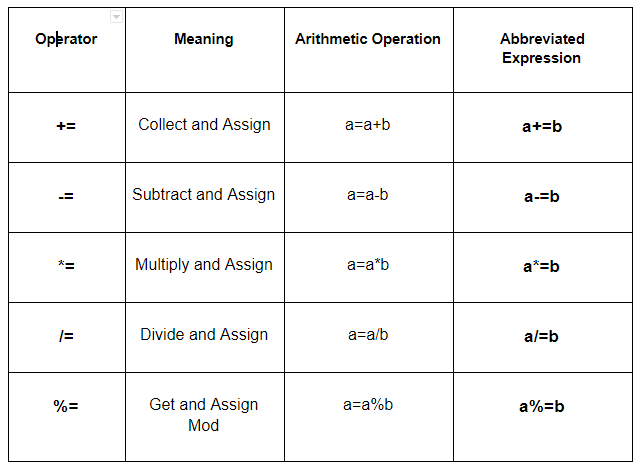 Operator Meaning Arithmetic Operation Abbreviated
Expression
+= Collect and Assign a=a+b a+=b
-= Subtract and Assign a=a-b a-=b
*= Multiply and Assign a=a*b a*=b
/= Divide and Assign a=a/b a/=b
%= Get and Assign a=a%b a%=b
Mod